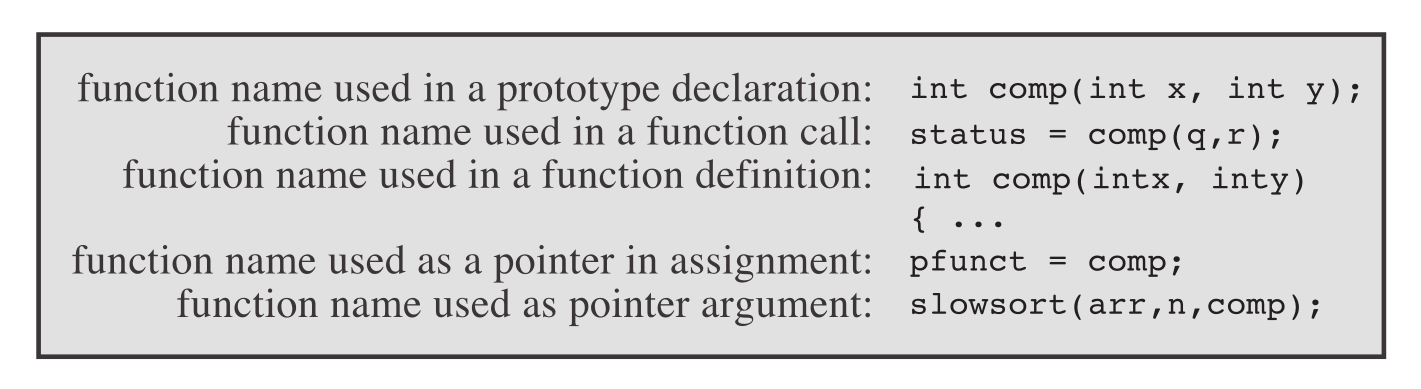 function name used in a prototype declaration: int comp(int x, int y);
function name used in a function call: status = comp(q,r);
function name used in a function definition: int comp(intx, inty)
{ ...
function name used as a pointer in assignment: pfunct = comp;
function name used as pointer argument: slowsort(arr,n,comp);